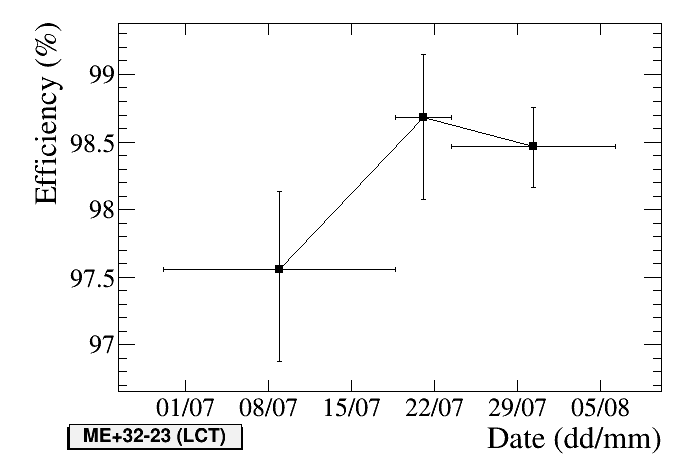 Efficiency (%)
99
98.5
98
97.5
97
01/07 08/07 15/07 22/07 29/07 05/08
ME+32-23 (LCT)
Date (dd/mm)